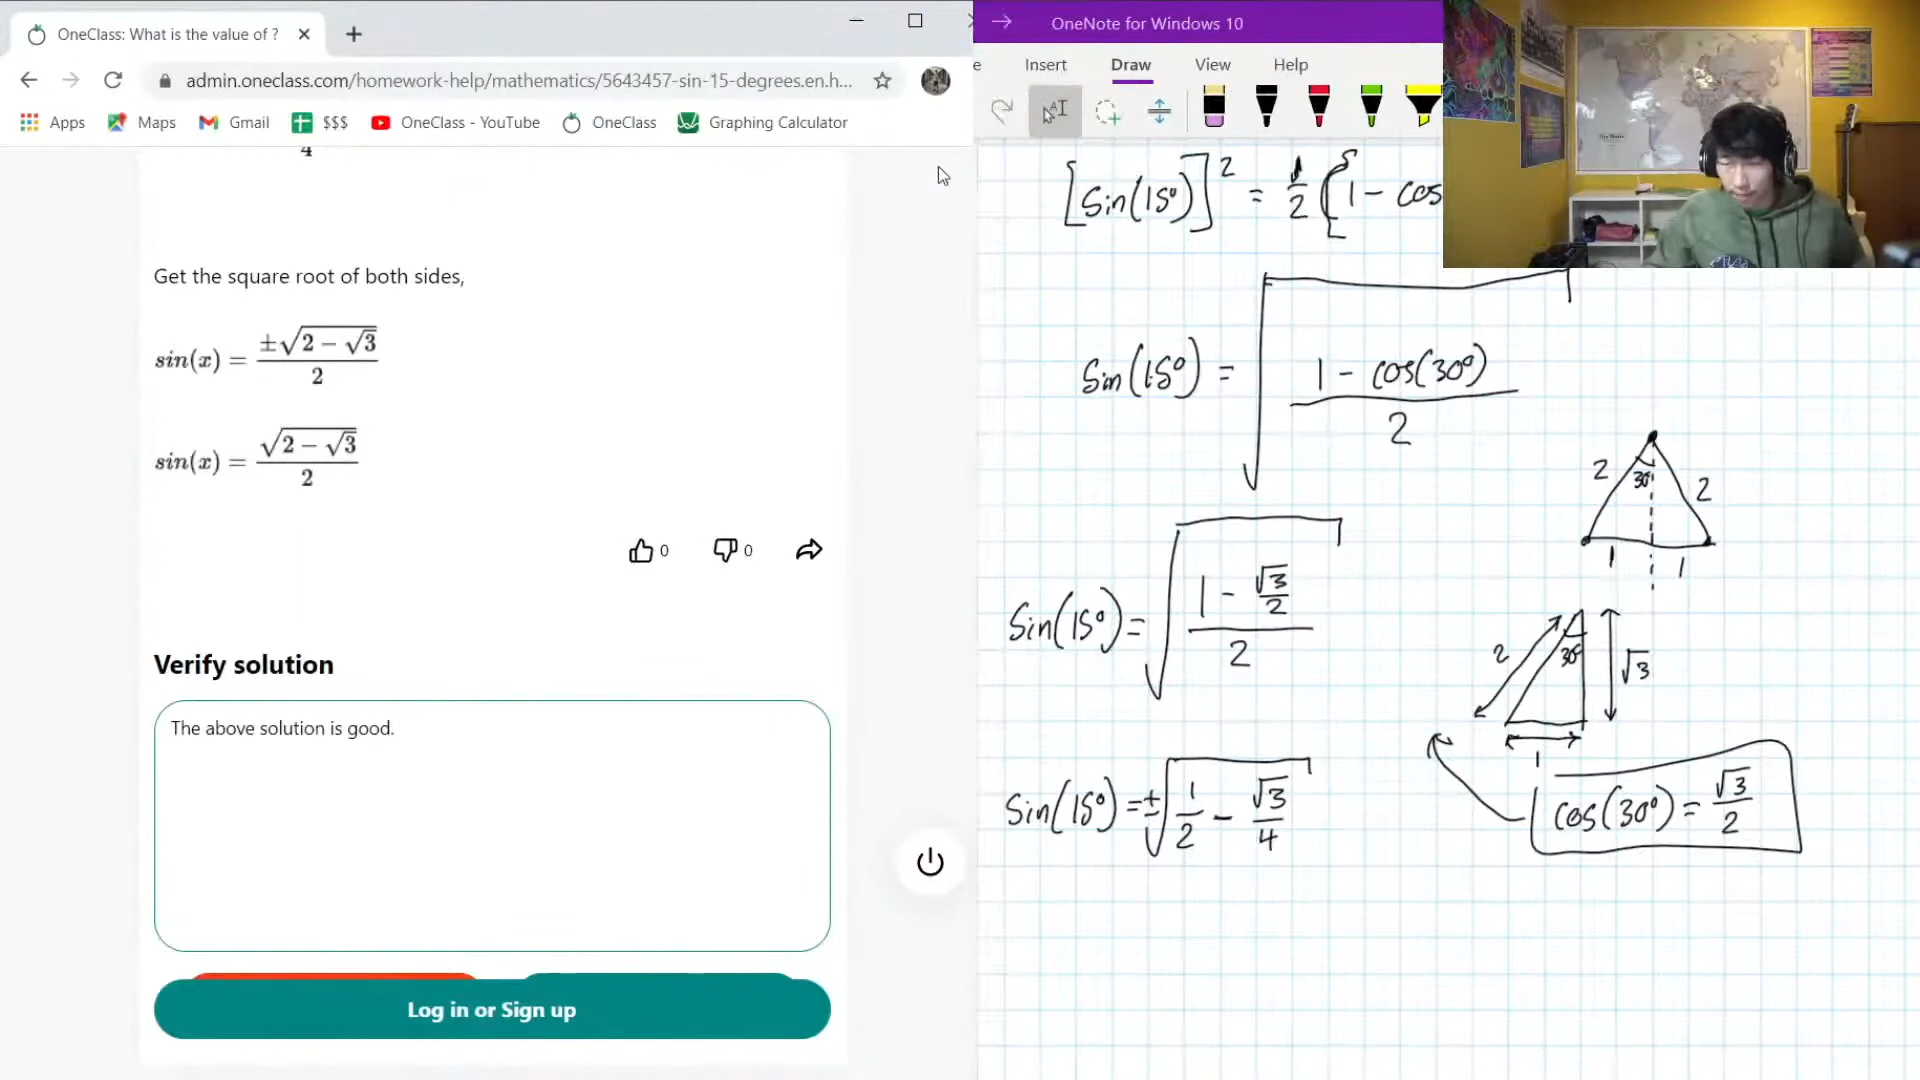 OneClass: What is the value of ?
admin.oneclass.com/homework-help/mathematics/5643457-sin-15-degrees.en.h...
Apps Maps Gmail $$$ OneClass - YouTube OneClass Graphing Calculator
4
Get the square root of both sides,
sin(x) = ±√(2 − √3) / 2
sin(x) = √(2 − √3) / 2
0 0
Verify solution
The above solution is good.
Log in or Sign up
OneNote for Windows 10
Insert Draw View Help
[Sin(15°)]² = 1/2 [1 - cos
Sin(15°) = √((1 - cos(30°)) / 2)
2 30° 2
1 1
Sin(15°) = √((1 - √3/2) / 2)
2 30° √3
1
Sin(15°) = ±√(1/2 - √3/4)
cos(30°) = √3/2